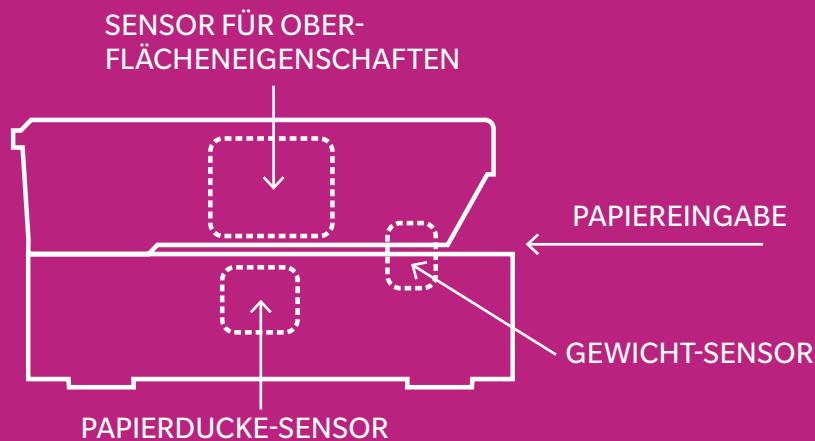 SENSOR FÜR OBER-
FLÄCHENEIGENSCHAFTEN
PAPIEREINGABE
GEWICHT-SENSOR
PAPIERDUCKE-SENSOR